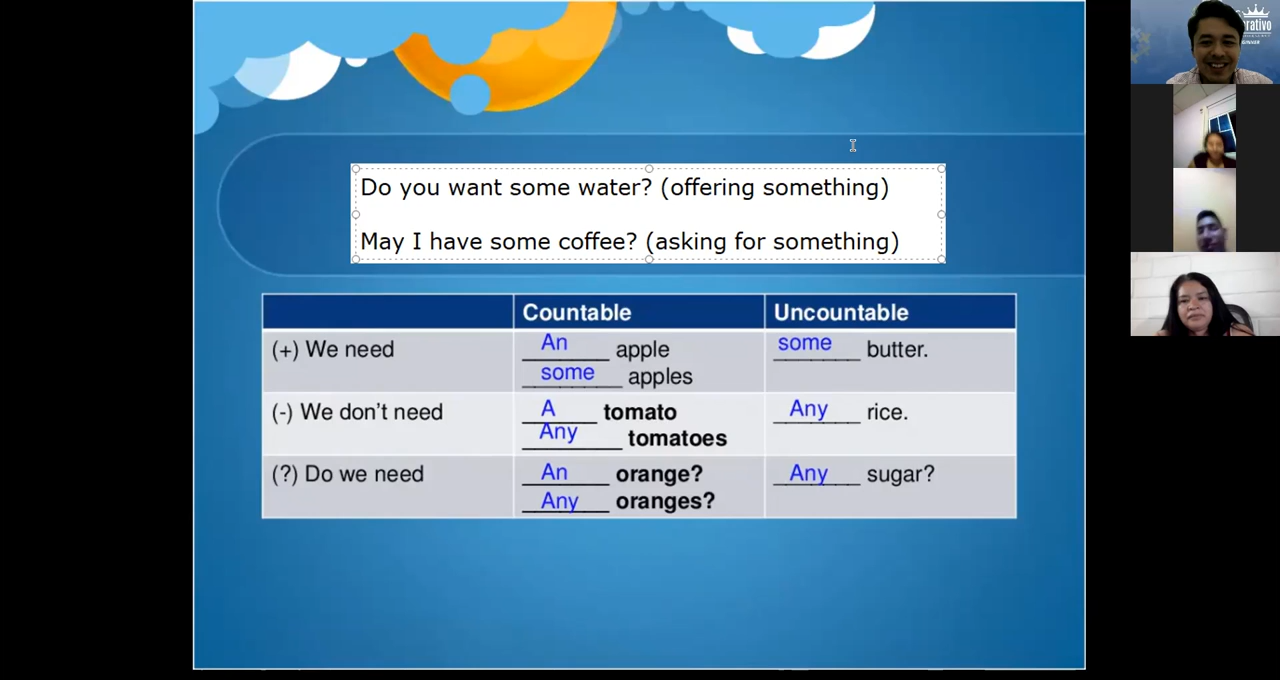 Do you want some water? (offering something)
May I have some coffee? (asking for something)
Countable Uncountable
(+) We need An apple some butter.
some apples
(-) We don't need A tomato Any rice.
Any tomatoes
(?) Do we need An orange? Any sugar?
Any oranges?